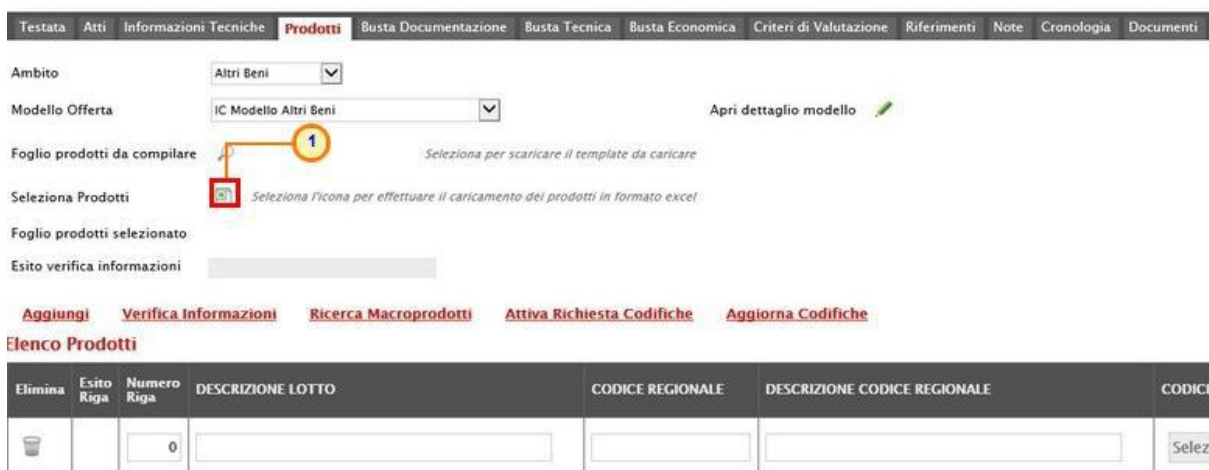 Testata Atti Informazioni Tecniche Prodotti Busta Documentazione Busta Tecnica Busta Economica Criteri di Valutazione Riferimenti Note Cronologia Documenti
Ambito Altri Beni
Modello Offerta IC Modello Altri Beni Apri dettaglio modello
1
Foglio prodotti da compilare Seleziona per scaricare il template da caricare
Seleziona Prodotti Seleziona l'icona per effettuare il caricamento dei prodotti in formato excel
Foglio prodotti selezionato
Esito verifica informazioni
Aggiungi Verifica Informazioni Ricerca Macroprodotti Attiva Richiesta Codifiche Aggiorna Codifiche
Elenco Prodotti
Elimina Esito Riga Numero Riga DESCRIZIONE LOTTO CODICE REGIONALE DESCRIZIONE CODICE REGIONALE CODICI
0 Selez